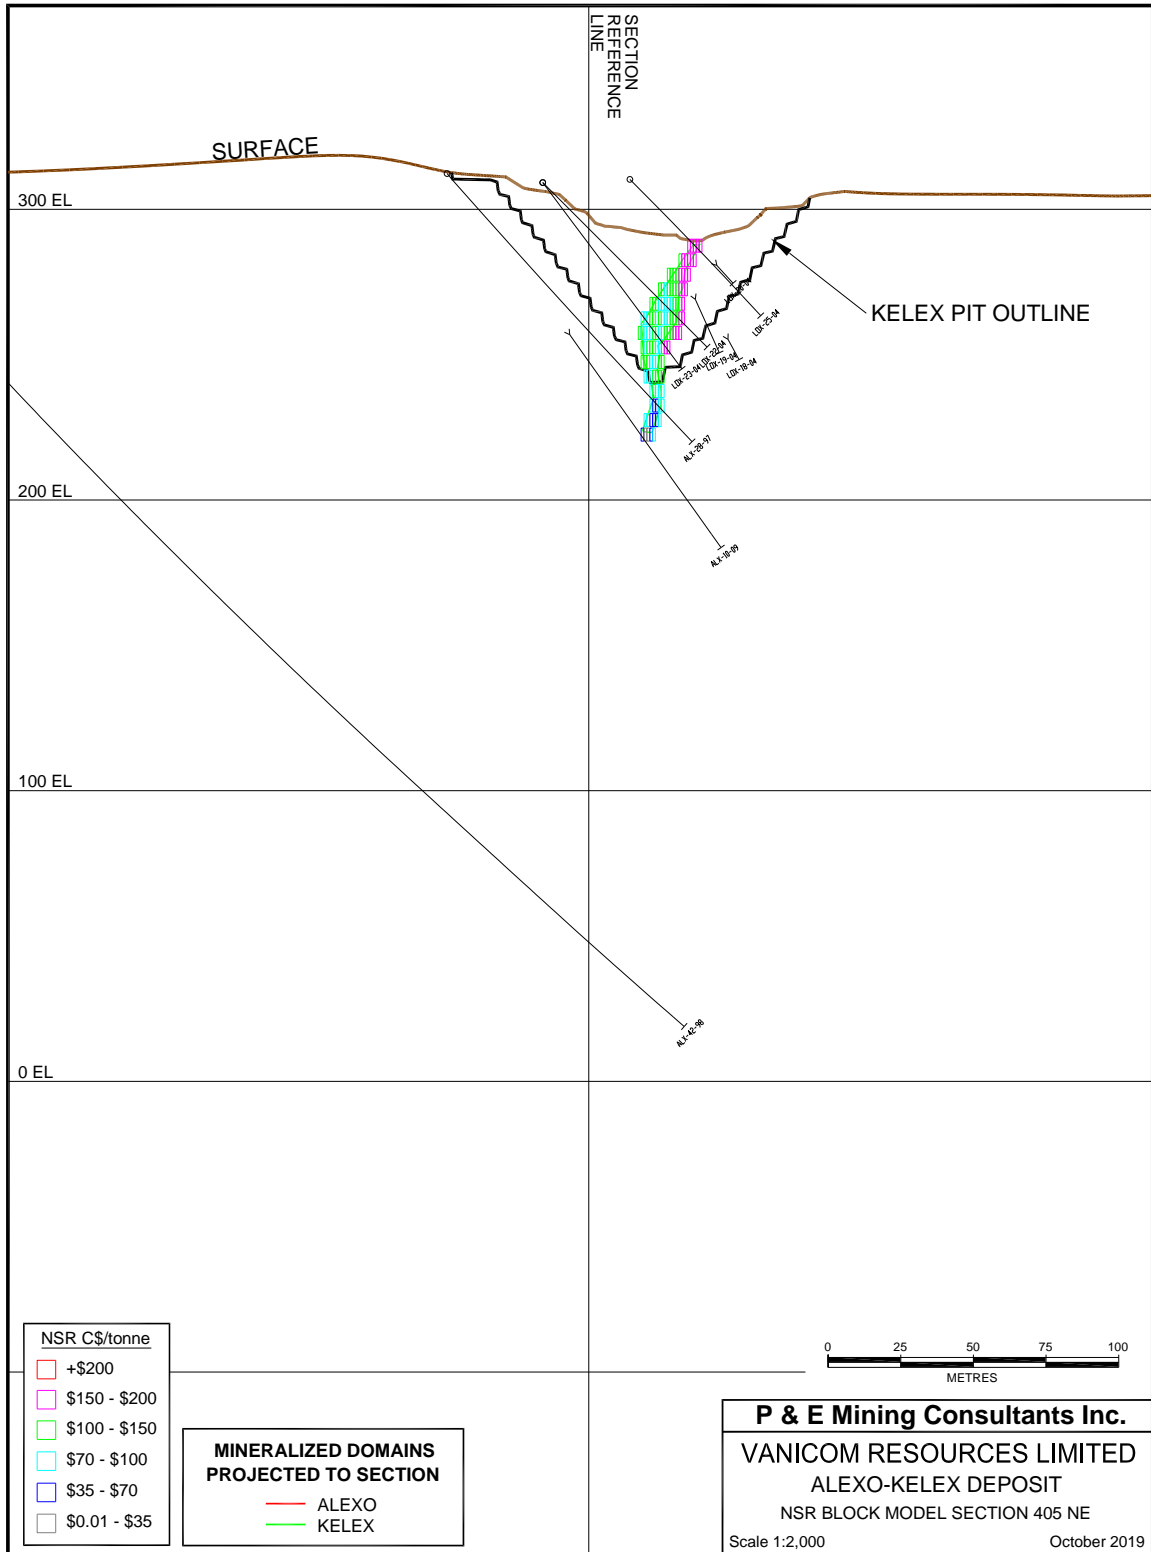 SECTION
REFERENCE
LINE
SURFACE
300 EL
KELEX PIT OUTLINE
LDX-25-04
LDX-22-04
LDX-19-04
LDX-18-04
LDX-23-04
ALX-28-97
200 EL
ALX-10-09
100 EL
ALX-42-98
0 EL
NSR C$/tonne
+$200
$150 - $200
$100 - $150
$70 - $100
$35 - $70
$0.01 - $35
MINERALIZED DOMAINS
PROJECTED TO SECTION
ALEXO
KELEX
0 25 50 75 100
METRES
P & E Mining Consultants Inc.
VANICOM RESOURCES LIMITED
ALEXO-KELEX DEPOSIT
NSR BLOCK MODEL SECTION 405 NE
Scale 1:2,000 October 2019